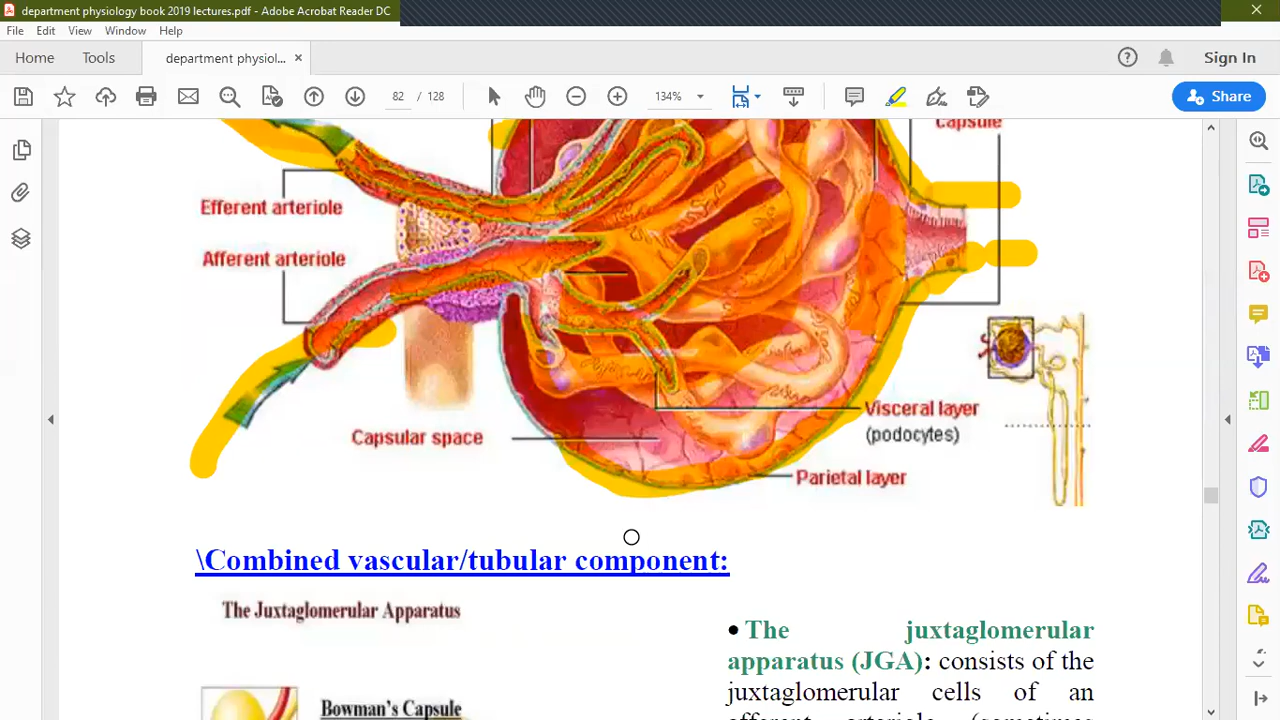 department physiology book 2019 lectures.pdf - Adobe Acrobat Reader DC
File Edit View Window Help
Home Tools department physiol...
Sign In
82 / 128
134%
Share
Capsule
Efferent arteriole
Afferent arteriole
Visceral layer
(podocytes)
Capsular space
Parietal layer
\Combined vascular/tubular component:
The Juxtaglomerular Apparatus
• The juxtaglomerular
apparatus (JGA): consists of the
juxtaglomerular cells of an
afferent arteriole (sometimes
Bowman's Capsule